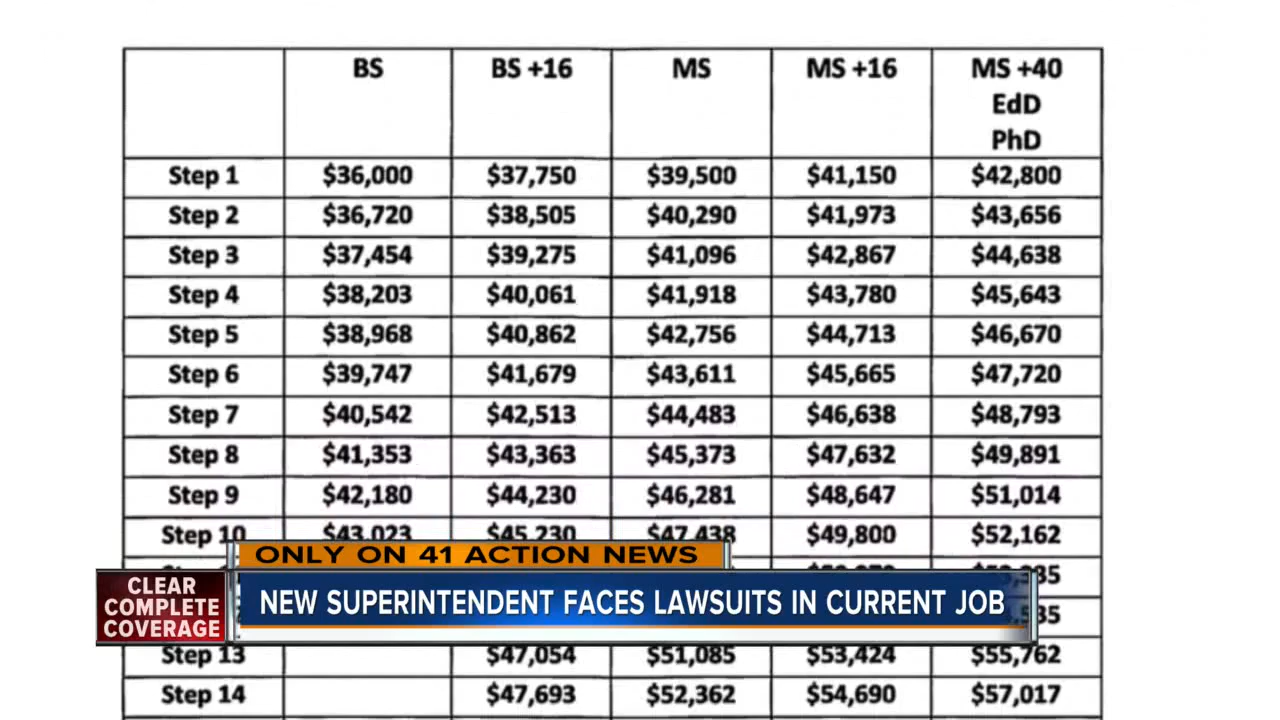 BS BS +16 MS MS +16 MS +40
EdD
PhD
Step 1 $36,000 $37,750 $39,500 $41,150 $42,800
Step 2 $36,720 $38,505 $40,290 $41,973 $43,656
Step 3 $37,454 $39,275 $41,096 $42,867 $44,638
Step 4 $38,203 $40,061 $41,918 $43,780 $45,643
Step 5 $38,968 $40,862 $42,756 $44,713 $46,670
Step 6 $39,747 $41,679 $43,611 $45,665 $47,720
Step 7 $40,542 $42,513 $44,483 $46,638 $48,793
Step 8 $41,353 $43,363 $45,373 $47,632 $49,891
Step 9 $42,180 $44,230 $46,281 $48,647 $51,014
Step 10 $43,023 $45,230 $47,438 $49,800 $52,162
ONLY ON 41 ACTION NEWS
CLEAR
COMPLETE
COVERAGE
NEW SUPERINTENDENT FACES LAWSUITS IN CURRENT JOB
Step 13 $47,054 $51,085 $53,424 $55,762
Step 14 $47,693 $52,362 $54,690 $57,017